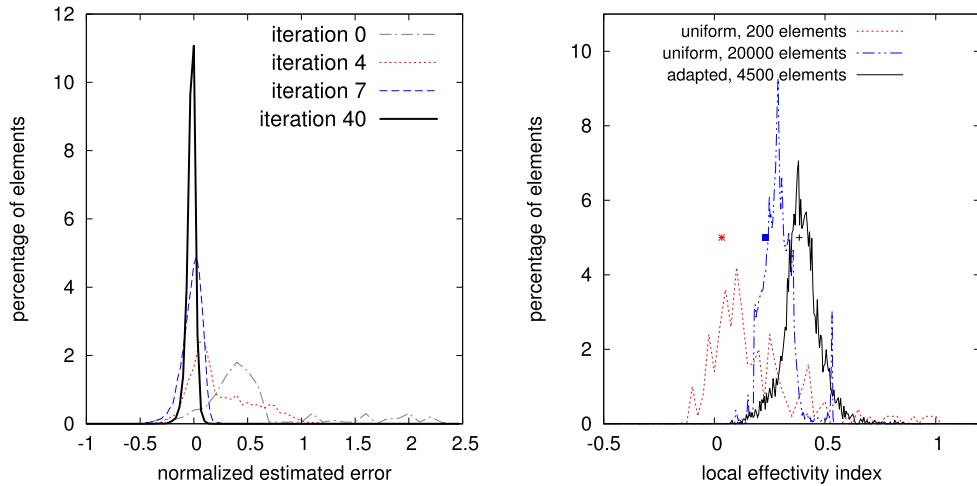 12
10
8
6
4
2
0
percentage of elements
-1
-0.5
0
0.5
1
1.5
2
2.5
normalized estimated error
iteration 0
iteration 4
iteration 7
iteration 40
10
8
6
4
2
0
percentage of elements
-0.5
0
0.5
1
local effectivity index
uniform, 200 elements
uniform, 20000 elements
adapted, 4500 elements